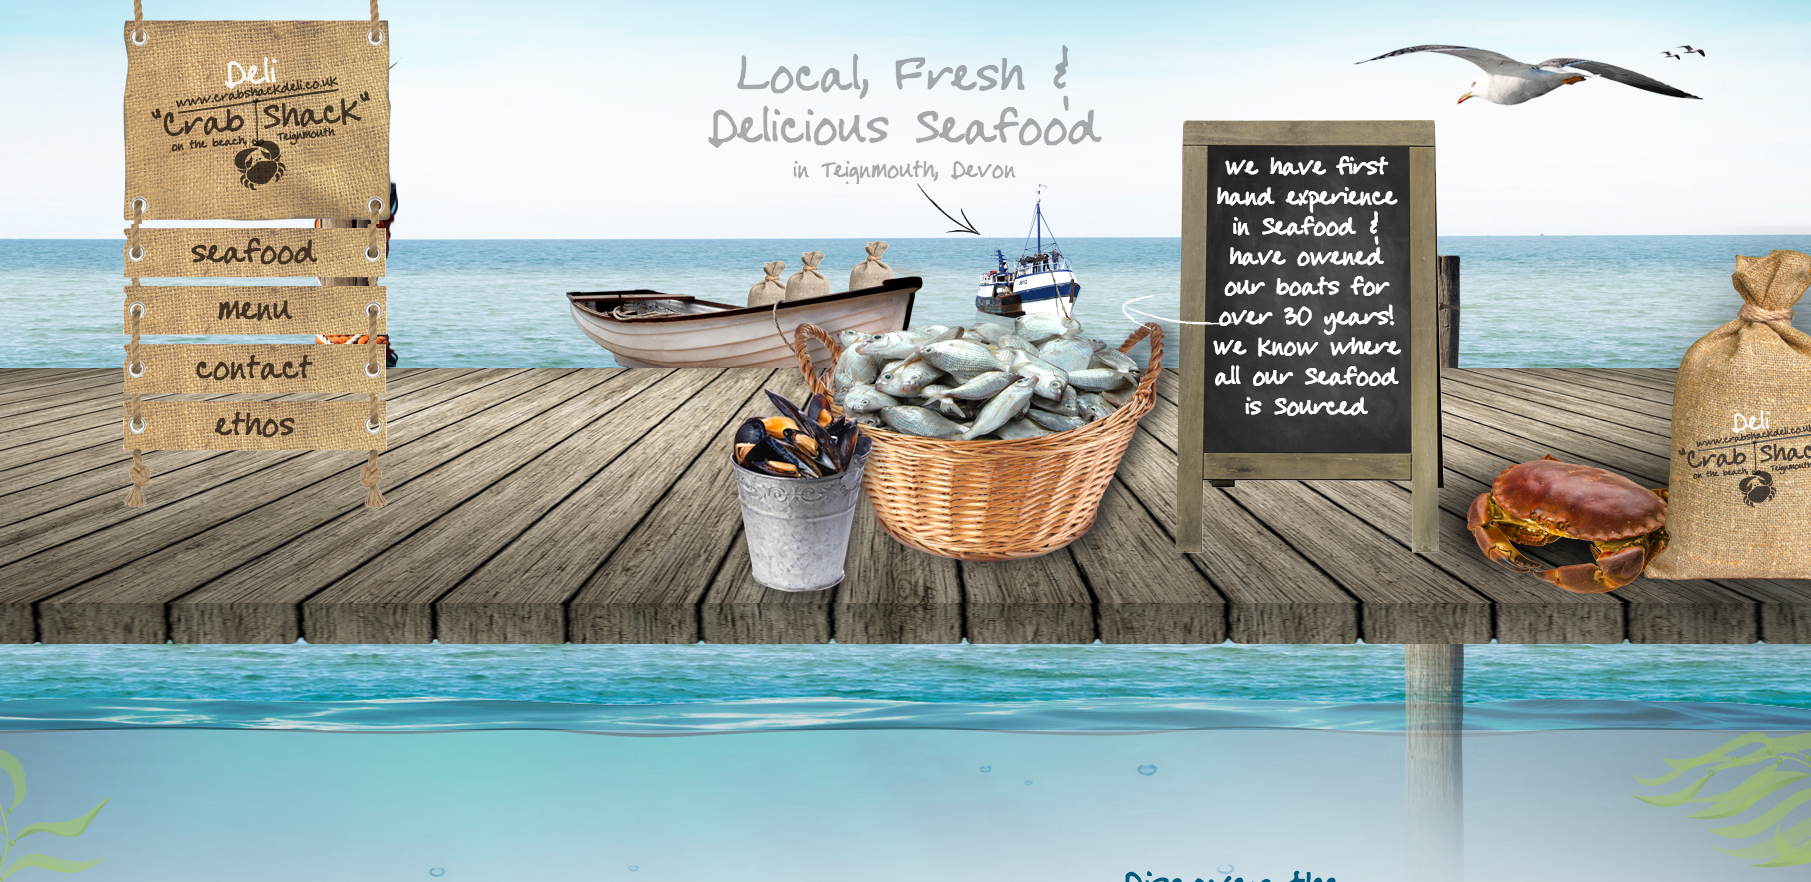 Deli
www.crabshackdeli.co.uk
"Crab Shack"
on the beach, Teignmouth
seafood
menu
contact
ethos
Local, Fresh &
Delicious Seafood
in Teignmouth, Devon
We have first
hand experience
in Seafood &
have owened
our boats for
over 30 years!
We Know where
all our Seafood
is Sourced
Deli
www.crabshackdeli.co.uk
"Crab Shac
on the beach, Teignmouth
the